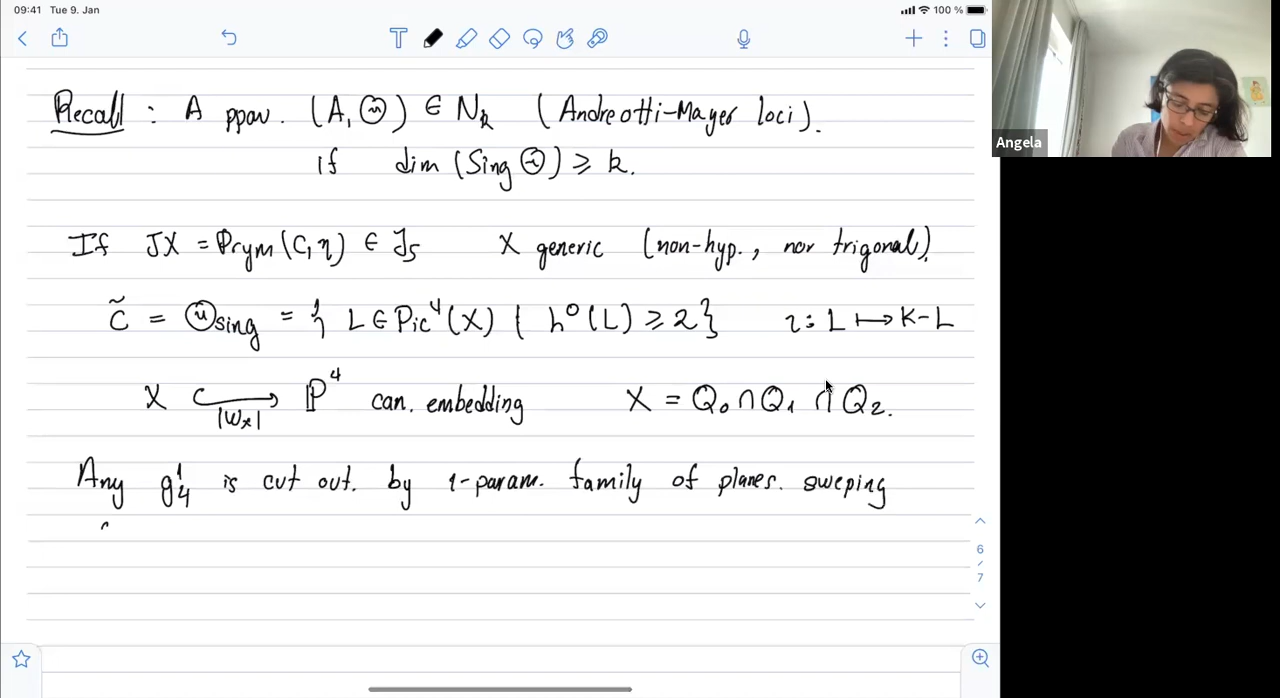 09:41 Tue 9. Jan
100 %
Angela
Recall : A ppav. (A, Θ) ∈ N_k (Andreotti-Mayer loci).
if dim (Sing Θ) ⩾ k.
If JX = Prym(C, η) ∈ J_5 X generic (non-hyp., nor trigonal).
C̃ = Θ_sing = { L ∈ Pic^4(X) | h^0(L) ⩾ 2 } ι: L ⟼ K-L
X ↪ P^4 can. embedding X = Q_0 ∩ Q_1 ∩ Q_2.
|ω_X|
Any g^1_4 is cut out. by 1-param. family of planes. sweping
6
7